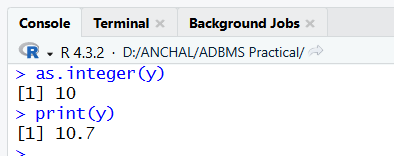 Console Terminal × Background Jobs ×
R 4.3.2 · D:/ANCHAL/ADBMS Practical/
> as.integer(y)
[1] 10
> print(y)
[1] 10.7
>